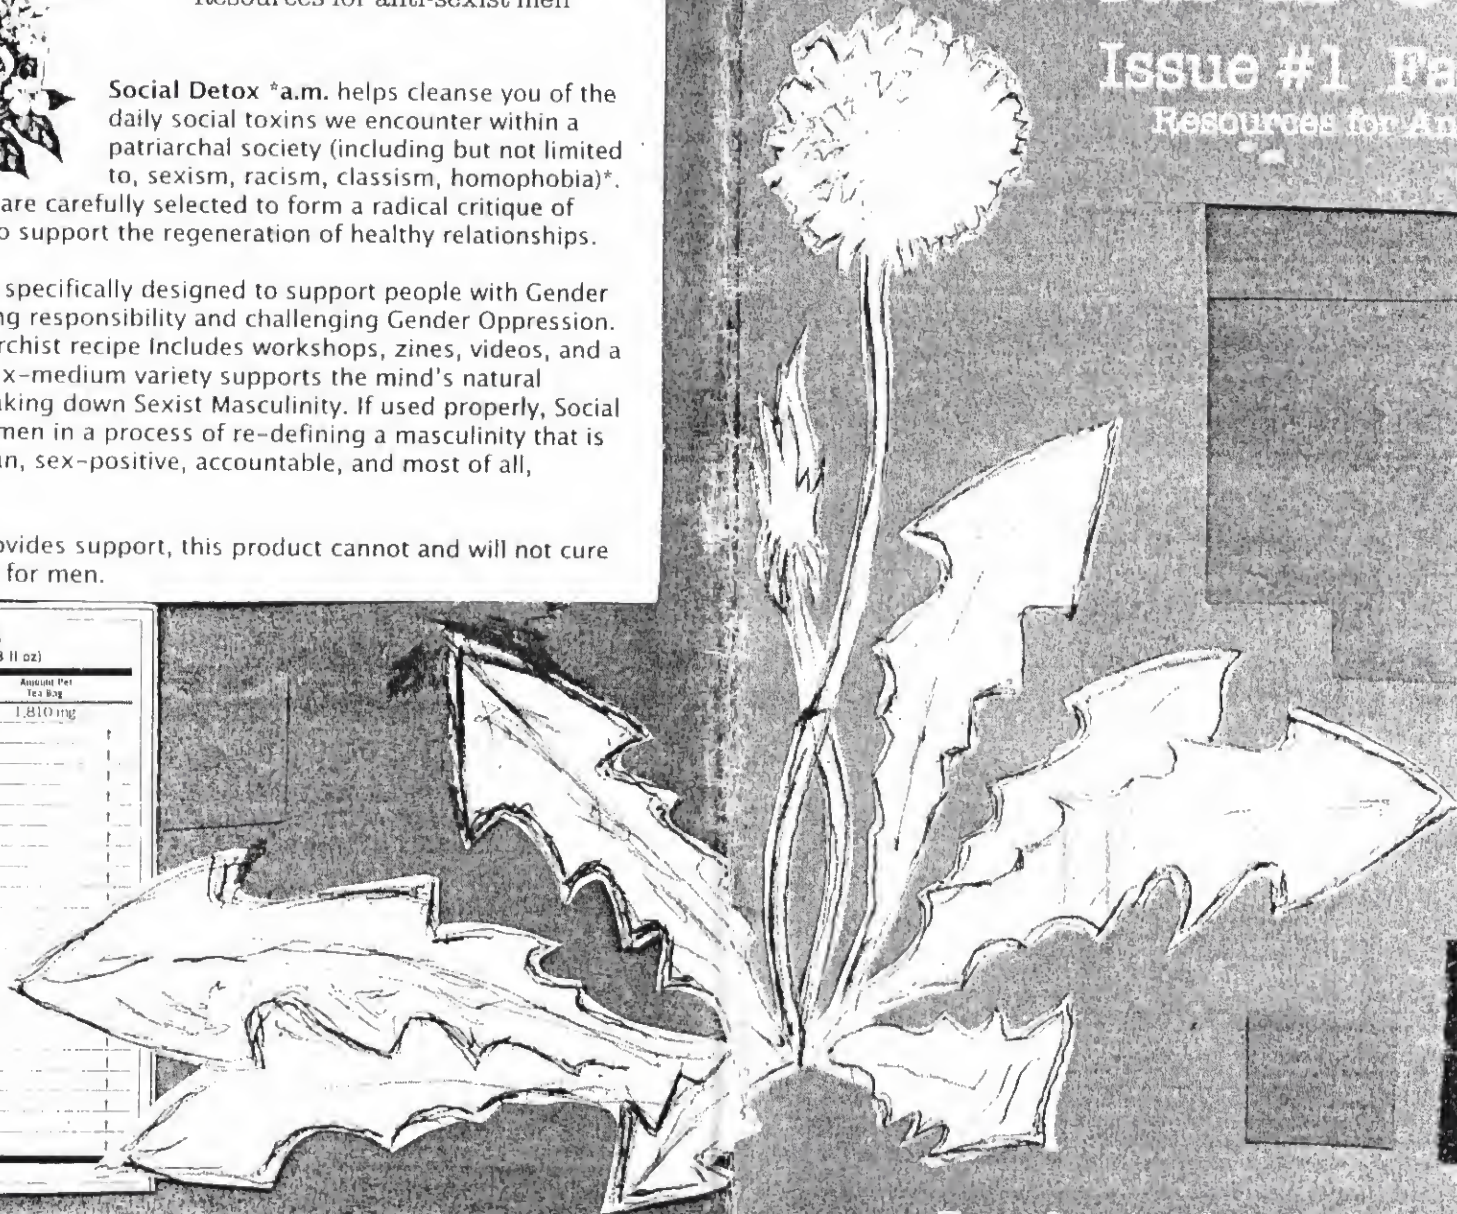 Resources for anti-sexist men
Social Detox *a.m. helps cleanse you of the
daily social toxins we encounter within a
patriarchal society (including but not limited
to, sexism, racism, classism, homophobia)*.
are carefully selected to form a radical critique of
o support the regeneration of healthy relationships.
specifically designed to support people with Gender
ng responsibility and challenging Gender Oppression.
rchist recipe Includes workshops, zines, videos, and a
x-medium variety supports the mind's natural
aking down Sexist Masculinity. If used properly, Social
men in a process of re-defining a masculinity that is
un, sex-positive, accountable, and most of all,
ovides support, this product cannot and will not cure
for men.
8 fl oz)
Amount Per
Tea Bag
1,810 mg
Issue #1 Fa
Resources for An